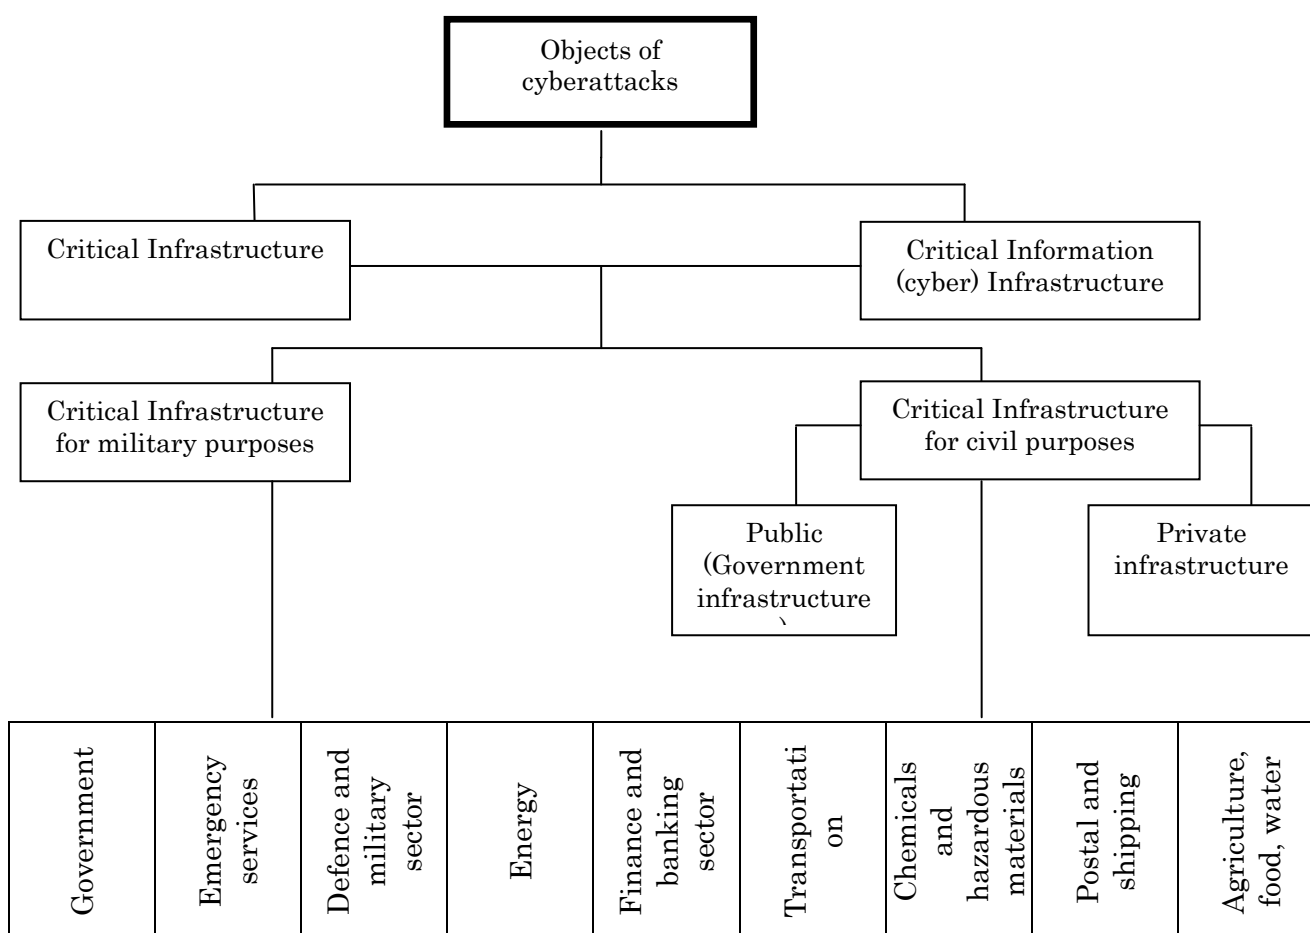 Objects of
cyberattacks
Critical Infrastructure
Critical Information
(cyber) Infrastructure
Critical Infrastructure
for military purposes
Critical Infrastructure
for civil purposes
Public
(Government
infrastructure
)
Private
infrastructure
Government
Emergency
services
Defence and
military
sector
Energy
Finance and
banking
sector
Transportati
on
Chemicals
and
hazardous
materials
Postal and
shipping
Agriculture,
food, water